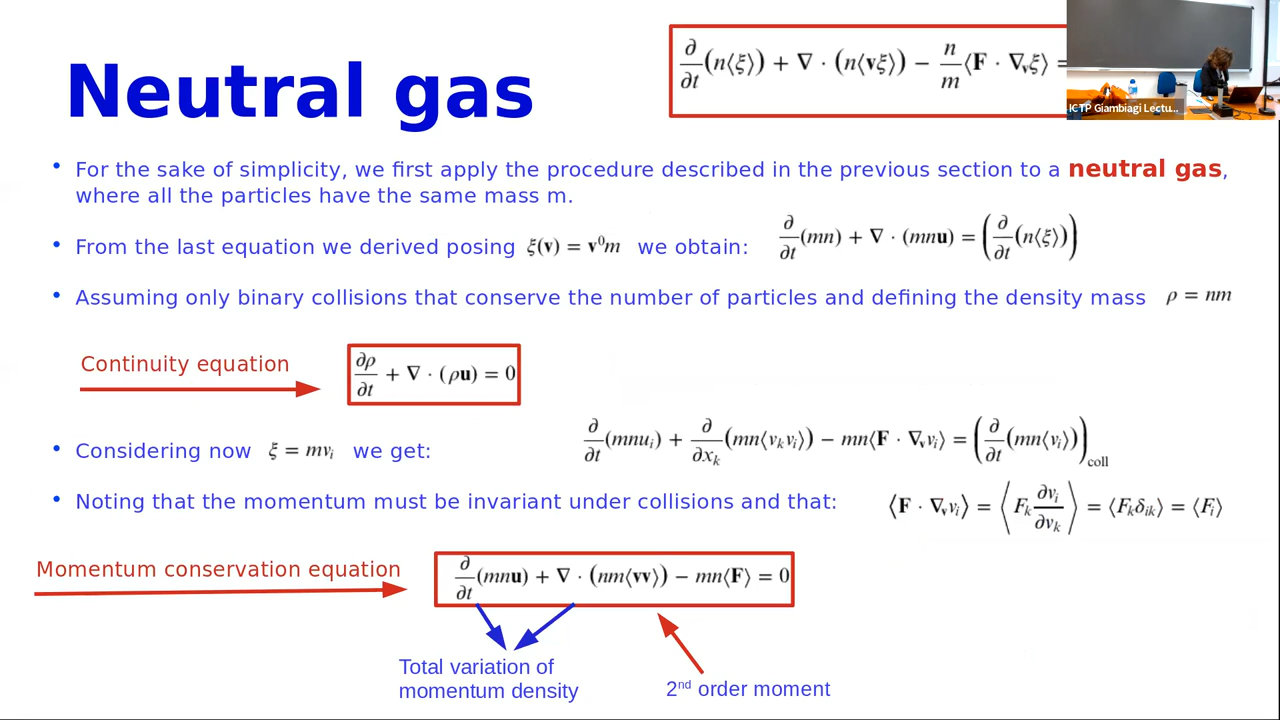 Neutral gas
∂/∂t (n⟨ξ⟩) + ∇ · (n⟨vξ⟩) − n/m ⟨F · ∇ᵥξ⟩ =
ICTP Giambiagi Lectu...
• For the sake of simplicity, we first apply the procedure described in the previous section to a neutral gas,
where all the particles have the same mass m.
• From the last equation we derived posing ξ(v) = v⁰m we obtain: ∂/∂t (mn) + ∇ · (mnu) = (∂/∂t (n⟨ξ⟩))
• Assuming only binary collisions that conserve the number of particles and defining the density mass ρ = nm
Continuity equation ∂ρ/∂t + ∇ · (ρu) = 0
• Considering now ξ = mvᵢ we get: ∂/∂t (mnuᵢ) + ∂/∂xₖ (mn⟨vₖvᵢ⟩) − mn⟨F · ∇ᵥvᵢ⟩ = (∂/∂t (mn⟨vᵢ⟩))coll
• Noting that the momentum must be invariant under collisions and that: ⟨F · ∇ᵥvᵢ⟩ = ⟨Fₖ ∂vᵢ/∂vₖ⟩ = ⟨Fₖδᵢₖ⟩ = ⟨Fᵢ⟩
Momentum conservation equation ∂/∂t (mnu) + ∇ · (nm⟨vv⟩) − mn⟨F⟩ = 0
Total variation of
momentum density
2nd order moment